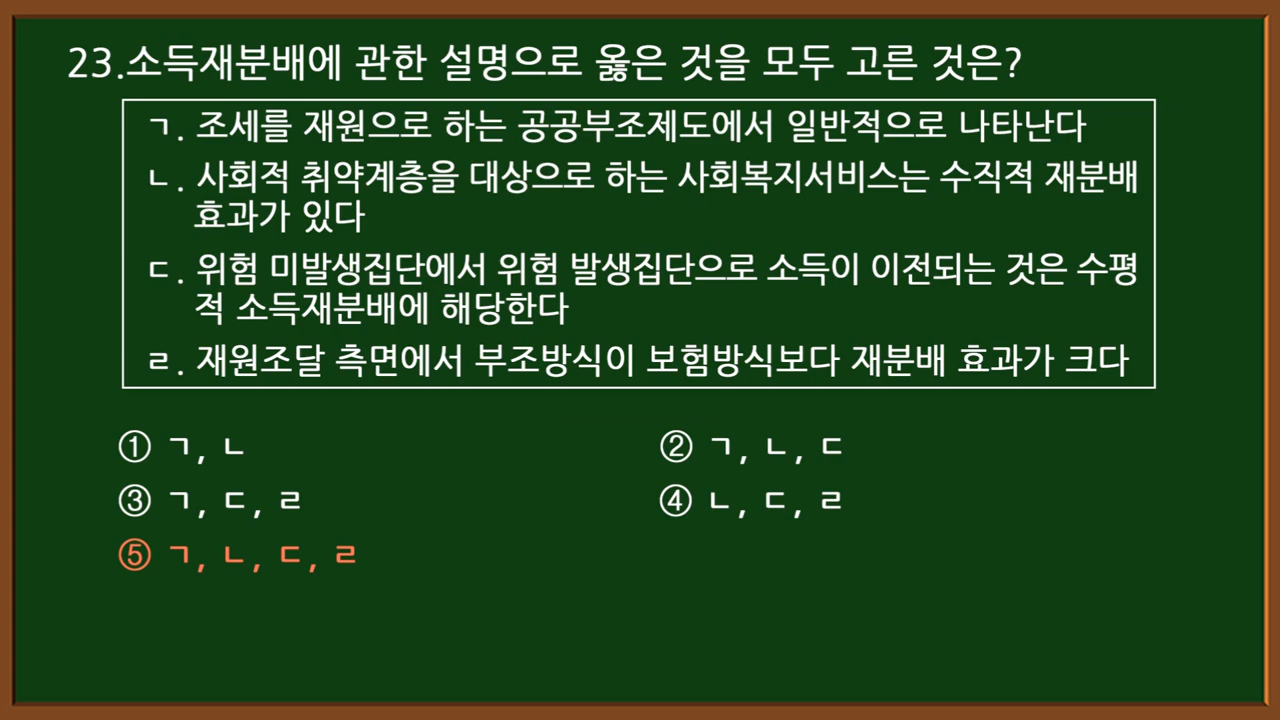 23.소득재분배에 관한 설명으로 옳은 것을 모두 고른 것은?
ㄱ. 조세를 재원으로 하는 공공부조제도에서 일반적으로 나타난다
ㄴ. 사회적 취약계층을 대상으로 하는 사회복지서비스는 수직적 재분배
효과가 있다
ㄷ. 위험 미발생집단에서 위험 발생집단으로 소득이 이전되는 것은 수평
적 소득재분배에 해당한다
ㄹ. 재원조달 측면에서 부조방식이 보험방식보다 재분배 효과가 크다
① ㄱ, ㄴ ② ㄱ, ㄴ, ㄷ
③ ㄱ, ㄷ, ㄹ ④ ㄴ, ㄷ, ㄹ
⑤ ㄱ, ㄴ, ㄷ, ㄹ